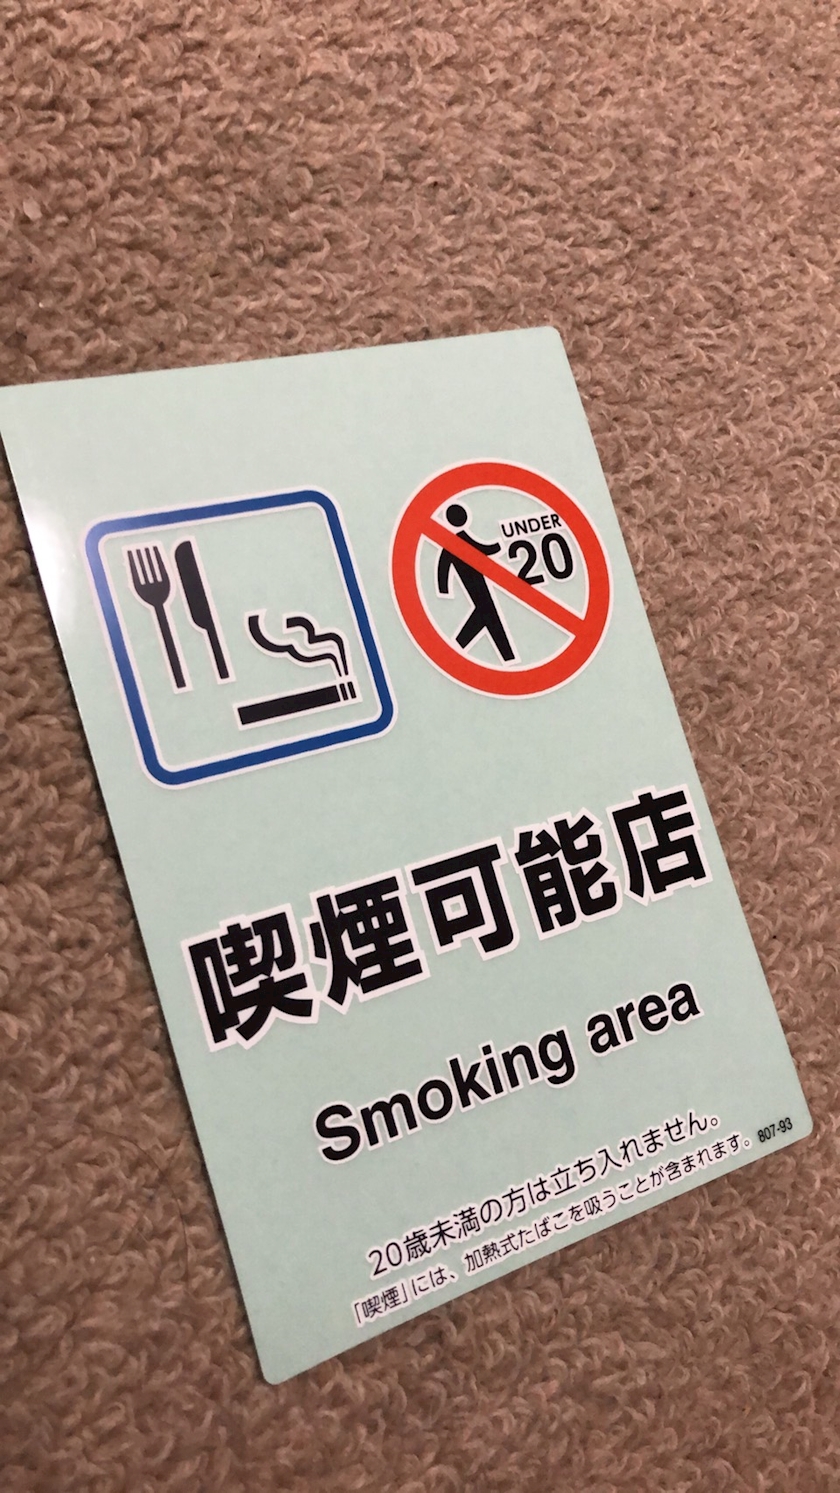 UNDER
20
喫煙可能店
Smoking area
20歳未満の方は立ち入れません。
「喫煙」には、加熱式たばこを吸うことが含まれます。
807-93